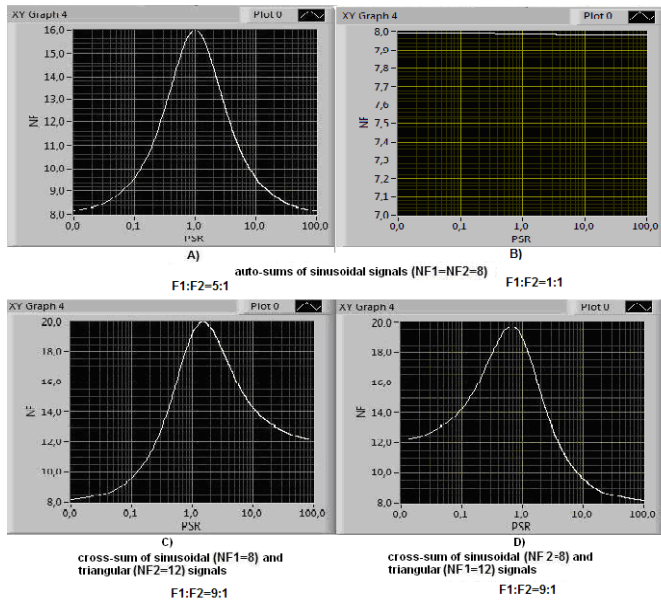 XY Graph 4 Plot 0
16,0
15,0
14,0
13,0
12,0
11,0
10,0
9,0
8,0
NF
0,0 0,1 1,0 10,0 100,0
PSR
A)
XY Graph 4 Plot 0
8,0
7,9
7,8
7,7
7,6
7,5
7,4
7,3
7,2
7,1
7,0
NF
0,0 0,1 1,0 10,0 100,0
PSR
B)
auto-sums of sinusoidal signals (NF1=NF2=8)
F1:F2=5:1
F1:F2=1:1
XY Graph 4 Plot 0
20,0
18,0
16,0
14,0
12,0
10,0
8,0
NF
0,0 0,1 1,0 10,0 100,0
PSR
C)
cross-sum of sinusoidal (NF1=8) and
triangular (NF2=12) signals
F1:F2=9:1
XY Graph 4 Plot 0
20,0
18,0
16,0
14,0
12,0
10,0
8,0
NF
0,0 0,1 1,0 10,0 100,0
PSR
D)
cross-sum of sinusoidal (NF2=8) and
triangular (NF1=12) signals
F1:F2=9:1